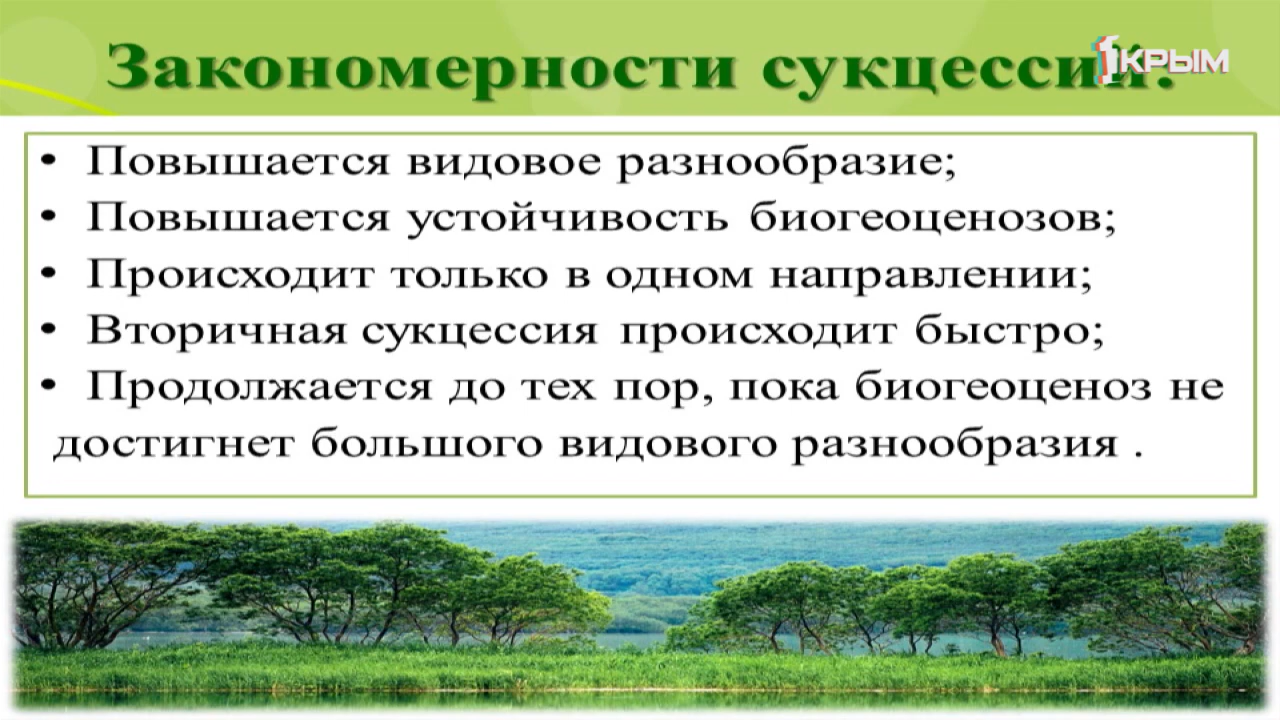 Закономерности сукцессий:
1КРЫМ
• Повышается видовое разнообразие;
• Повышается устойчивость биогеоценозов;
• Происходит только в одном направлении;
• Вторичная сукцессия происходит быстро;
• Продолжается до тех пор, пока биогеоценоз не
достигнет большого видового разнообразия .